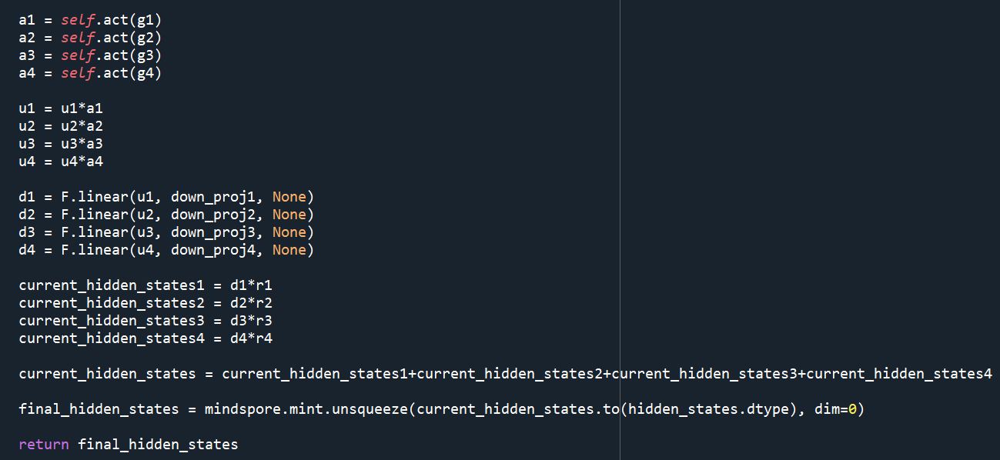 a1 = self.act(g1)
a2 = self.act(g2)
a3 = self.act(g3)
a4 = self.act(g4)
u1 = u1*a1
u2 = u2*a2
u3 = u3*a3
u4 = u4*a4
d1 = F.linear(u1, down_proj1, None)
d2 = F.linear(u2, down_proj2, None)
d3 = F.linear(u3, down_proj3, None)
d4 = F.linear(u4, down_proj4, None)
current_hidden_states1 = d1*r1
current_hidden_states2 = d2*r2
current_hidden_states3 = d3*r3
current_hidden_states4 = d4*r4
current_hidden_states = current_hidden_states1+current_hidden_states2+current_hidden_states3+current_hidden_states4
final_hidden_states = mindspore.mint.unsqueeze(current_hidden_states.to(hidden_states.dtype), dim=0)
return final_hidden_states